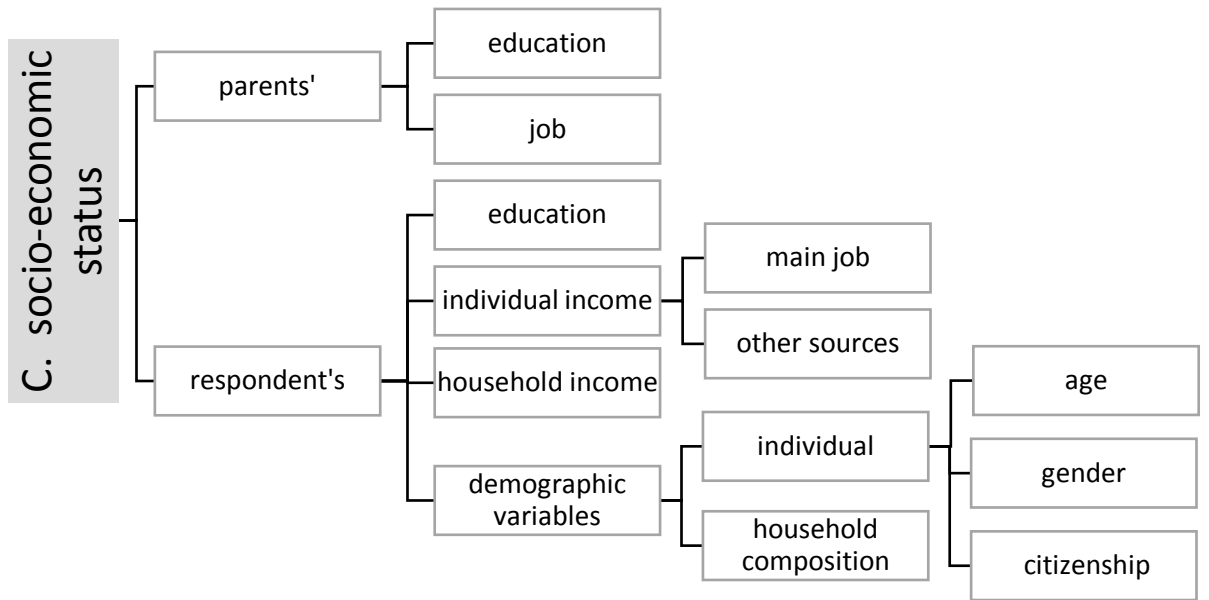 C. socio-economic
status
parents'
education
job
respondent's
education
individual income
main job
other sources
household income
demographic
variables
individual
age
gender
citizenship
household
composition